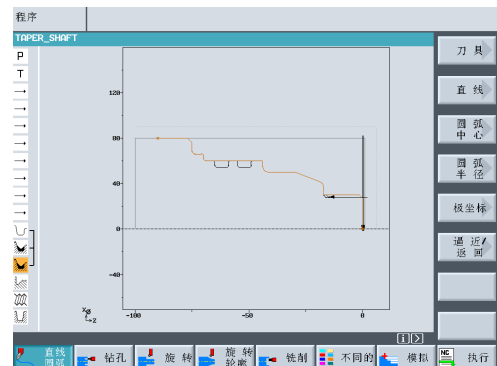 程序
TAPER_SHAFT
P
T
120
80
40
0
-40
-100
-50
0
X
Z
刀具
直线
圆弧
中心
圆弧
半径
极坐标
逼近/
返回
直线
圆弧
钻孔
旋转
旋转
轮廓
铣削
不同的
模拟
NC
执行